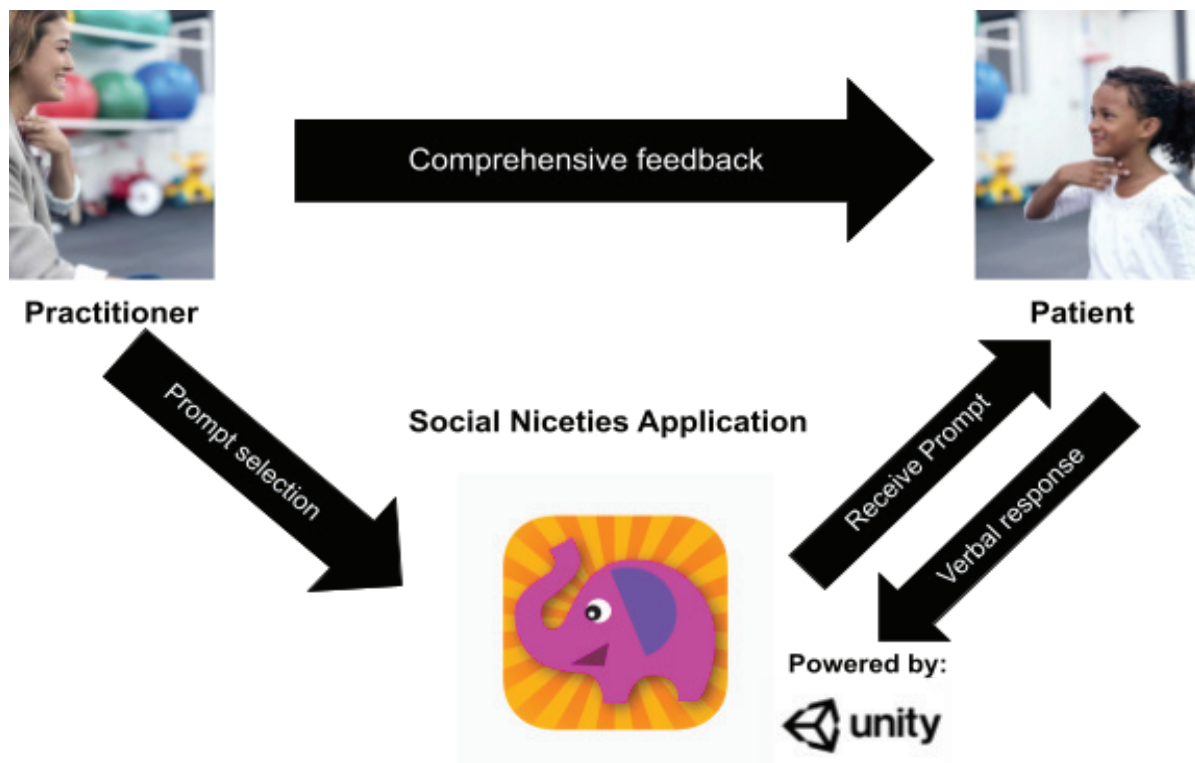 Comprehensive feedback
Practitioner
Patient
Prompt selection
Social Niceties Application
Receive Prompt
Verbal response
Powered by:
unity